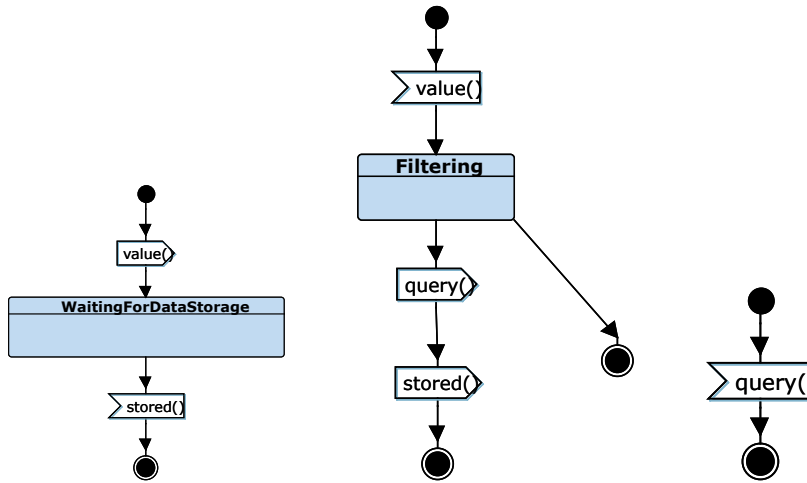 value()
WaitingForDataStorage
stored()
value()
Filtering
query()
stored()
query(